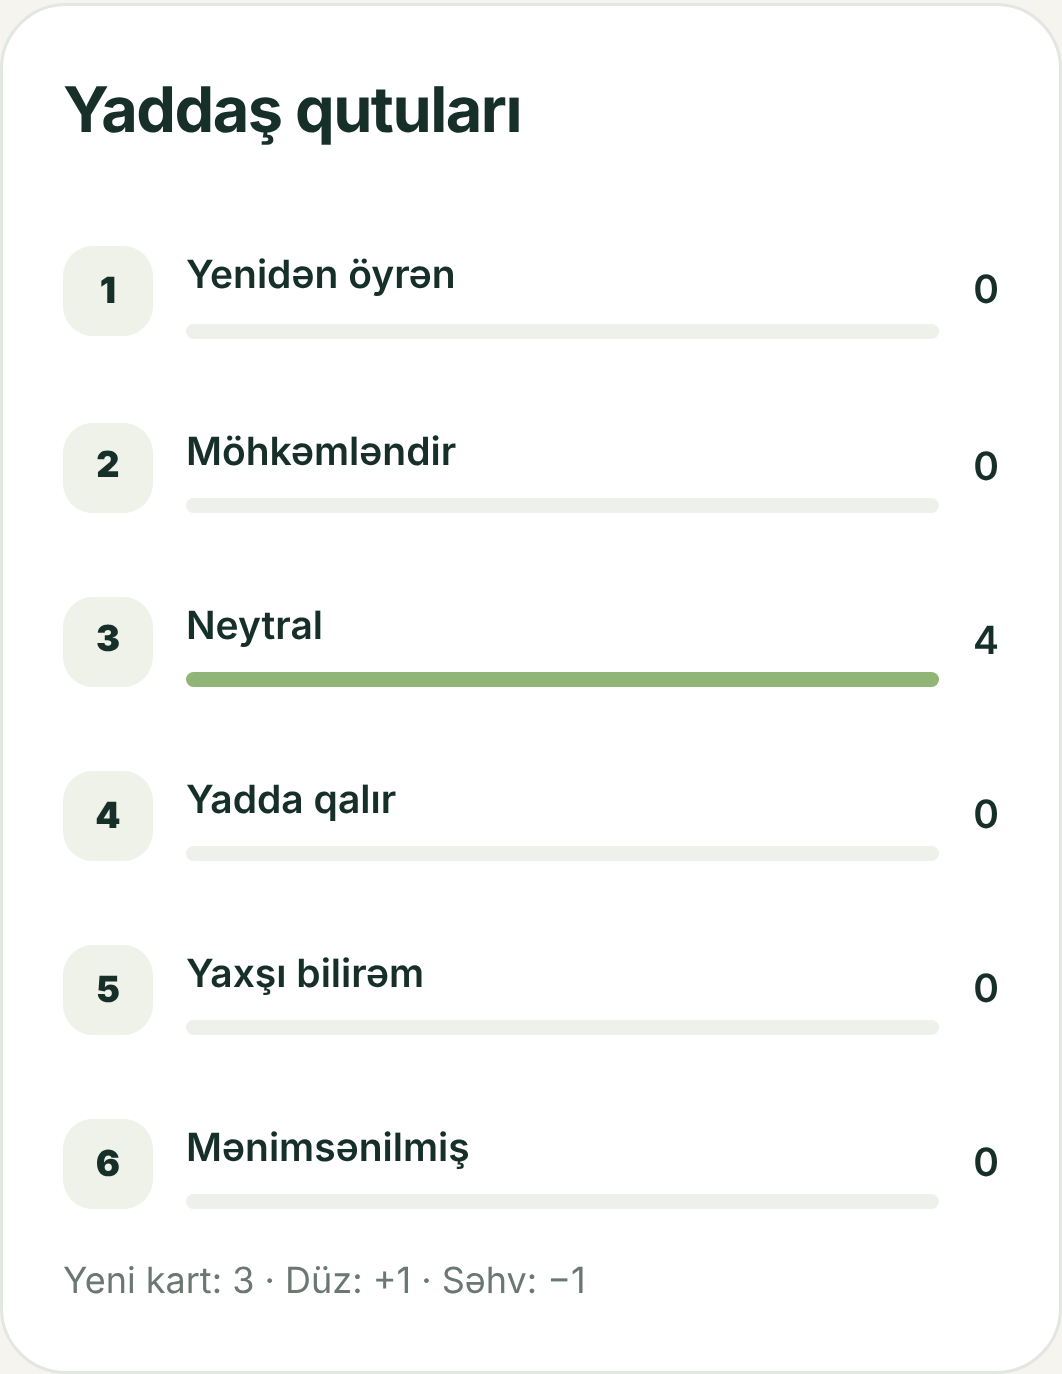 Yaddaş qutuları
1 Yenidən öyrən 0
2 Möhkəmləndir 0
3 Neytral 4
4 Yadda qalır 0
5 Yaxşı bilirəm 0
6 Mənimsənilmiş 0
Yeni kart: 3 · Düz: +1 · Səhv: −1